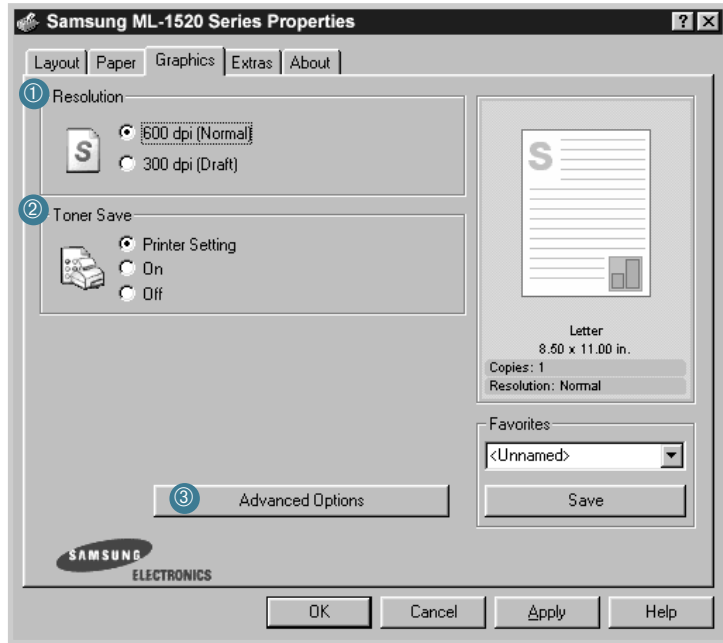 Samsung ML-1520 Series Properties
Layout Paper Graphics Extras About
① Resolution
S
600 dpi (Normal)
300 dpi (Draft)
② Toner Save
Printer Setting
On
Off
③ Advanced Options
S
Letter
8.50 x 11.00 in.
Copies: 1
Resolution: Normal
Favorites
<Unnamed>
Save
SAMSUNG
ELECTRONICS
OK Cancel Apply Help